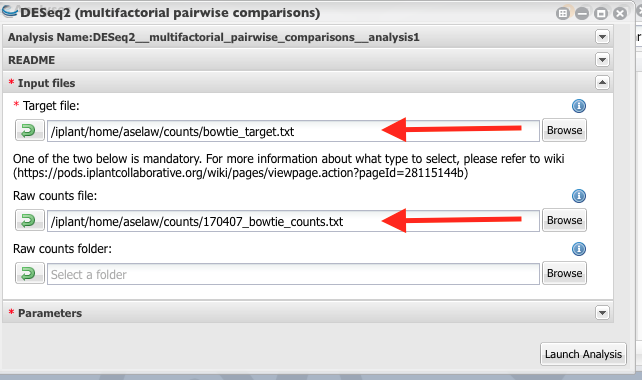 DESeq2 (multifactorial pairwise comparisons)
Analysis Name:DESeq2__multifactorial_pairwise_comparisons__analysis1
README
* Input files
* Target file:
/iplant/home/aselaw/counts/bowtie_target.txt Browse
One of the two below is mandatory. For more information about what type to select, please refer to wiki
(https://pods.iplantcollaborative.org/wiki/pages/viewpage.action?pageId=28115144b)
Raw counts file:
/iplant/home/aselaw/counts/170407_bowtie_counts.txt Browse
Raw counts folder:
Select a folder Browse
* Parameters
Launch Analysis